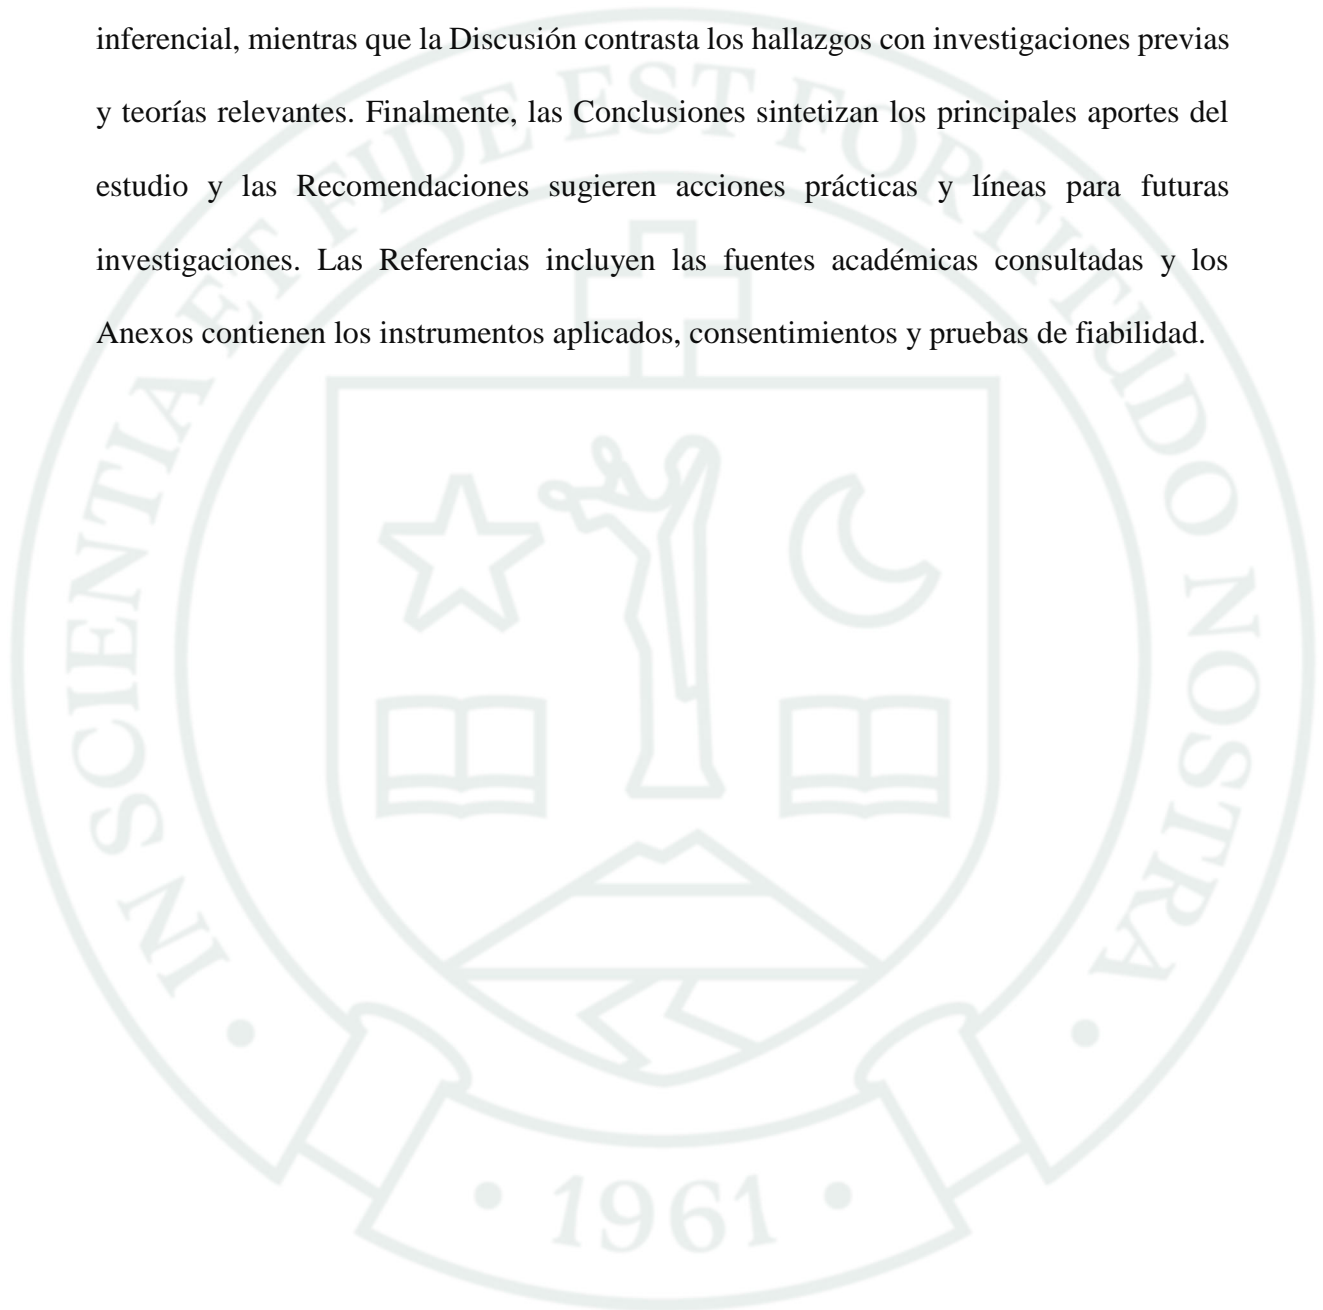 inferencial, mientras que la Discusión contrasta los hallazgos con investigaciones previas
y teorías relevantes. Finalmente, las Conclusiones sintetizan los principales aportes del
estudio y las Recomendaciones sugieren acciones prácticas y líneas para futuras
investigaciones. Las Referencias incluyen las fuentes académicas consultadas y los
Anexos contienen los instrumentos aplicados, consentimientos y pruebas de fiabilidad.
IN SCIENTIA ET FIDE EST FORTITUDO NOSTRA
• 1961 •